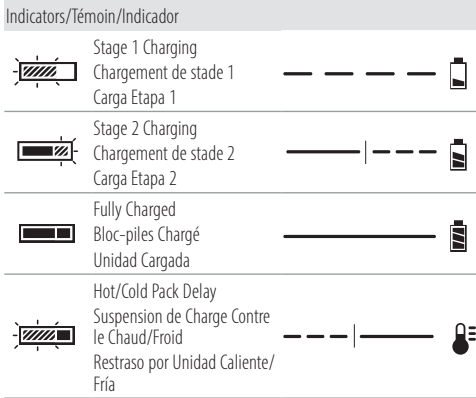 Indicators/Témoin/Indicador
Stage 1 Charging
Chargement de stade 1
Carga Etapa 1
Stage 2 Charging
Chargement de stade 2
Carga Etapa 2
Fully Charged
Bloc-piles Chargé
Unidad Cargada
Hot/Cold Pack Delay
Suspension de Charge Contre
le Chaud/Froid
Restraso por Unidad Caliente/
Fría